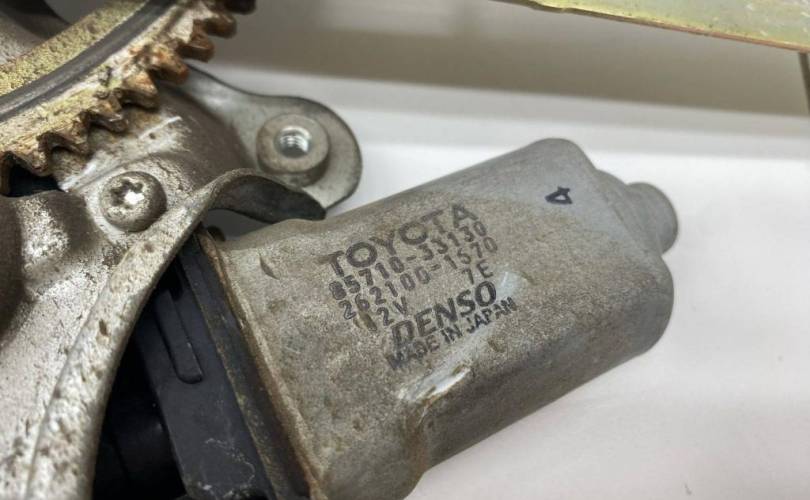 4
TOYOTA
85710-33130
262100-1570
12V 7E
DENSO
MADE IN JAPAN